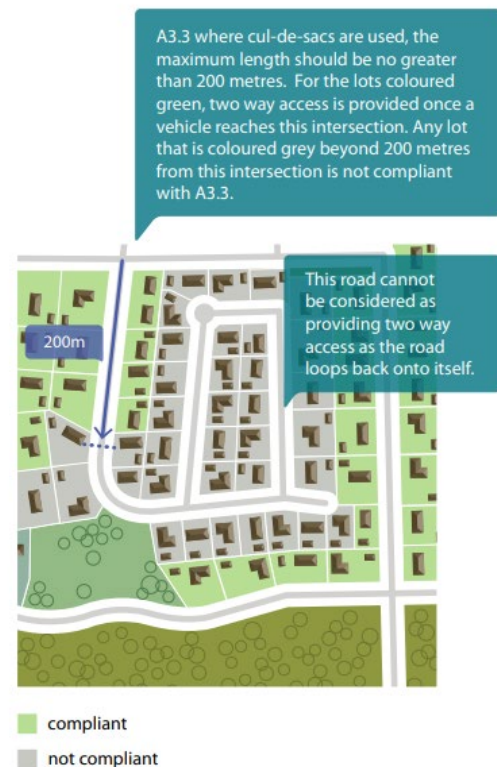 A3.3 where cul-de-sacs are used, the
maximum length should be no greater
than 200 metres. For the lots coloured
green, two way access is provided once a
vehicle reaches this intersection. Any lot
that is coloured grey beyond 200 metres
from this intersection is not compliant
with A3.3.
This road cannot
be considered as
providing two way
access as the road
loops back onto itself.
200m
compliant
not compliant